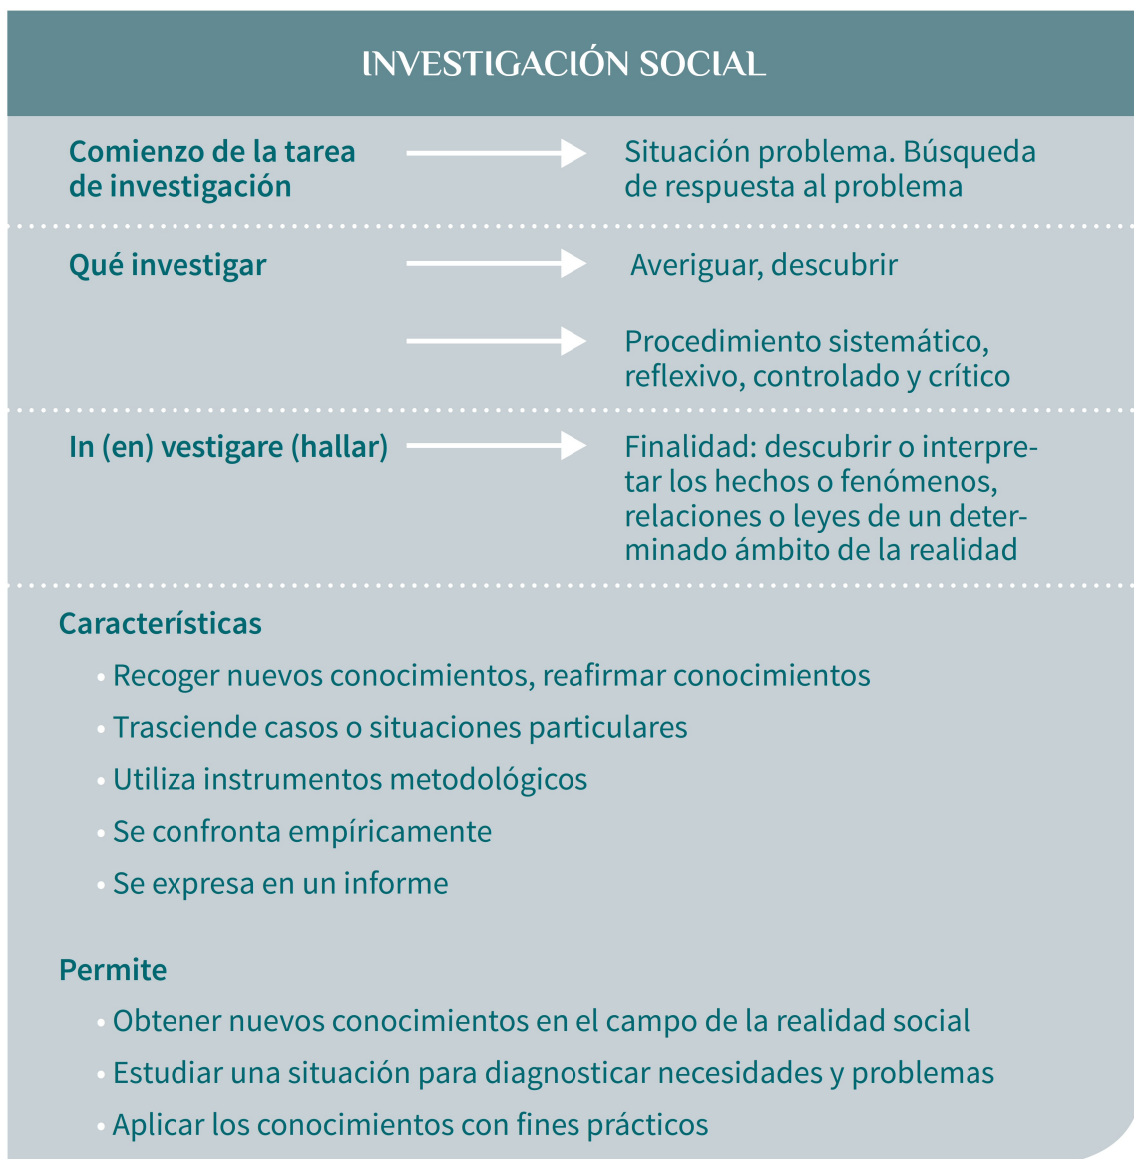 INVESTIGACIÓN SOCIAL
Comienzo de la tarea
de investigación
Situación problema. Búsqueda
de respuesta al problema
Qué investigar
Averiguar, descubrir
Procedimiento sistemático,
reflexivo, controlado y crítico
In (en) vestigare (hallar)
Finalidad: descubrir o interpre-
tar los hechos o fenómenos,
relaciones o leyes de un deter-
minado ámbito de la realidad
Características
• Recoger nuevos conocimientos, reafirmar conocimientos
• Trasciende casos o situaciones particulares
• Utiliza instrumentos metodológicos
• Se confronta empíricamente
• Se expresa en un informe
Permite
• Obtener nuevos conocimientos en el campo de la realidad social
• Estudiar una situación para diagnosticar necesidades y problemas
• Aplicar los conocimientos con fines prácticos